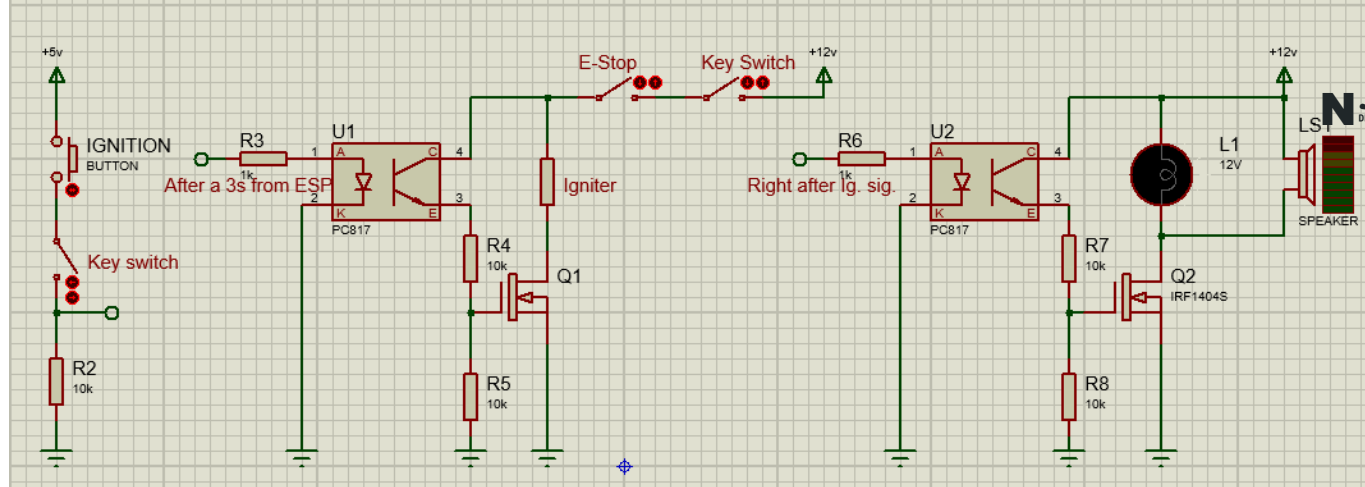 +5v
IGNITION
BUTTON
Key switch
R2
10k
R3
1k
After a 3s from ESP
U1
A
C
K
E
1
2
4
3
PC817
R4
10k
R5
10k
Igniter
Q1
E-Stop
Key Switch
+12v
R6
1k
Right after Ig. sig.
U2
A
C
K
E
1
2
4
3
PC817
R7
10k
R8
10k
Q2
IRF1404S
L1
12V
+12v
SPEAKER
N